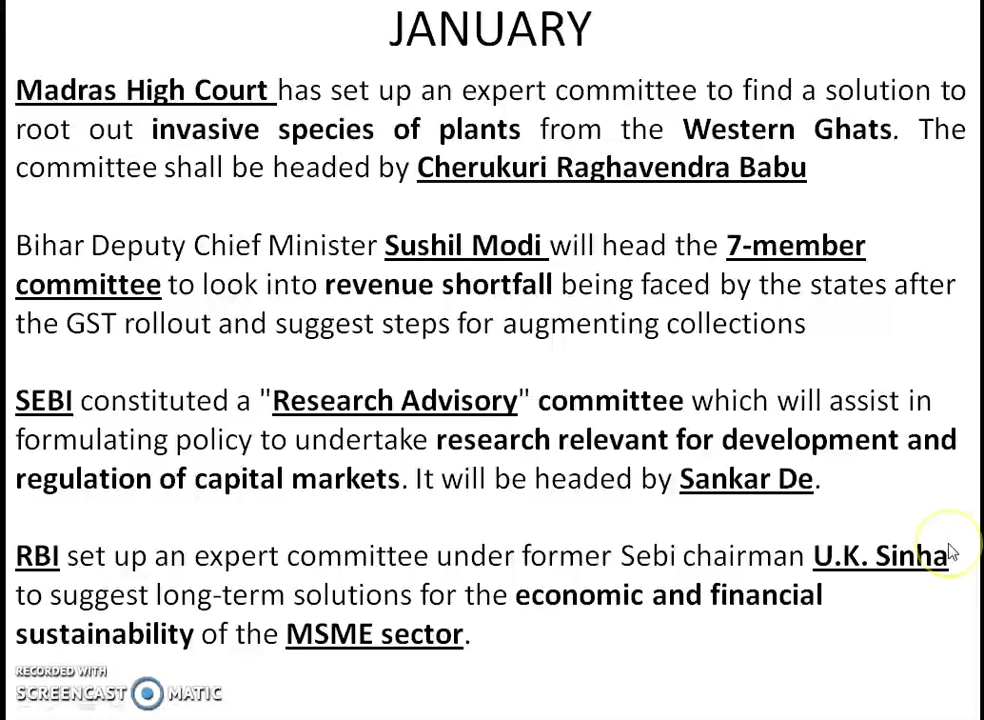 JANUARY
Madras High Court has set up an expert committee to find a solution to
root out invasive species of plants from the Western Ghats. The
committee shall be headed by Cherukuri Raghavendra Babu
Bihar Deputy Chief Minister Sushil Modi will head the 7-member
committee to look into revenue shortfall being faced by the states after
the GST rollout and suggest steps for augmenting collections
SEBI constituted a "Research Advisory" committee which will assist in
formulating policy to undertake research relevant for development and
regulation of capital markets. It will be headed by Sankar De.
RBI set up an expert committee under former Sebi chairman U.K. Sinha
to suggest long-term solutions for the economic and financial
sustainability of the MSME sector.
RECORDED WITH
SCREENCAST MATIC